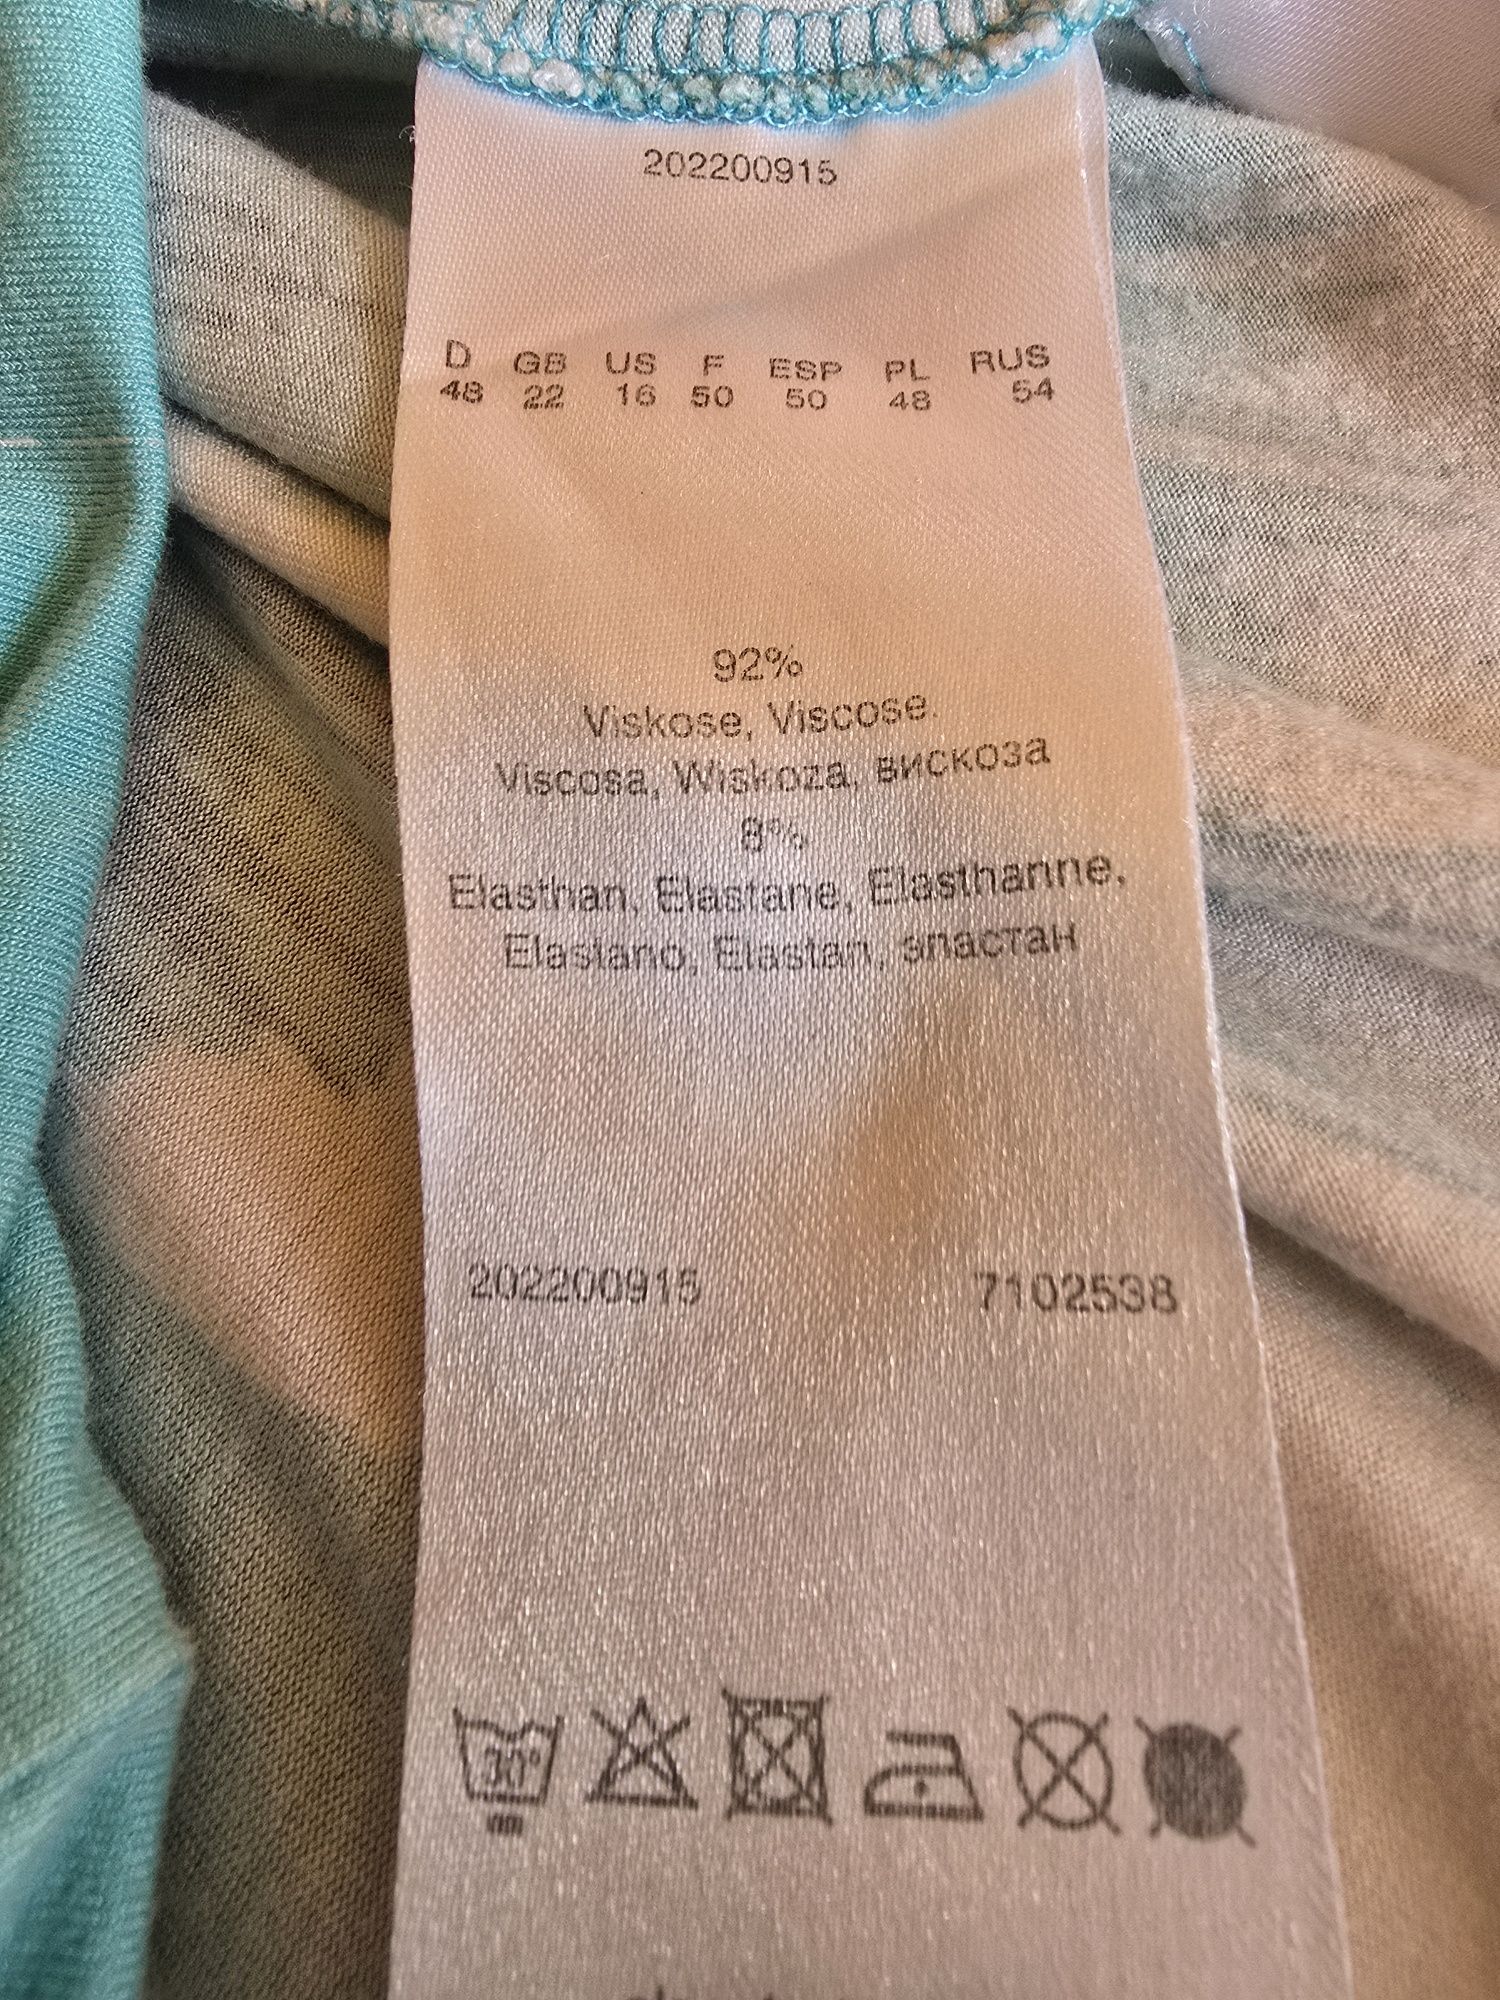 202200915
D GB US F ESP PL RUS
48 22 16 50 50 48 54
92%
Viskose, Viscose.
Viscosa, Wiskoza, вискоза
8%
Elasthan, Elastane, Elasthanne,
Elastano, Elastan, эластан
202200915 7102538
30°